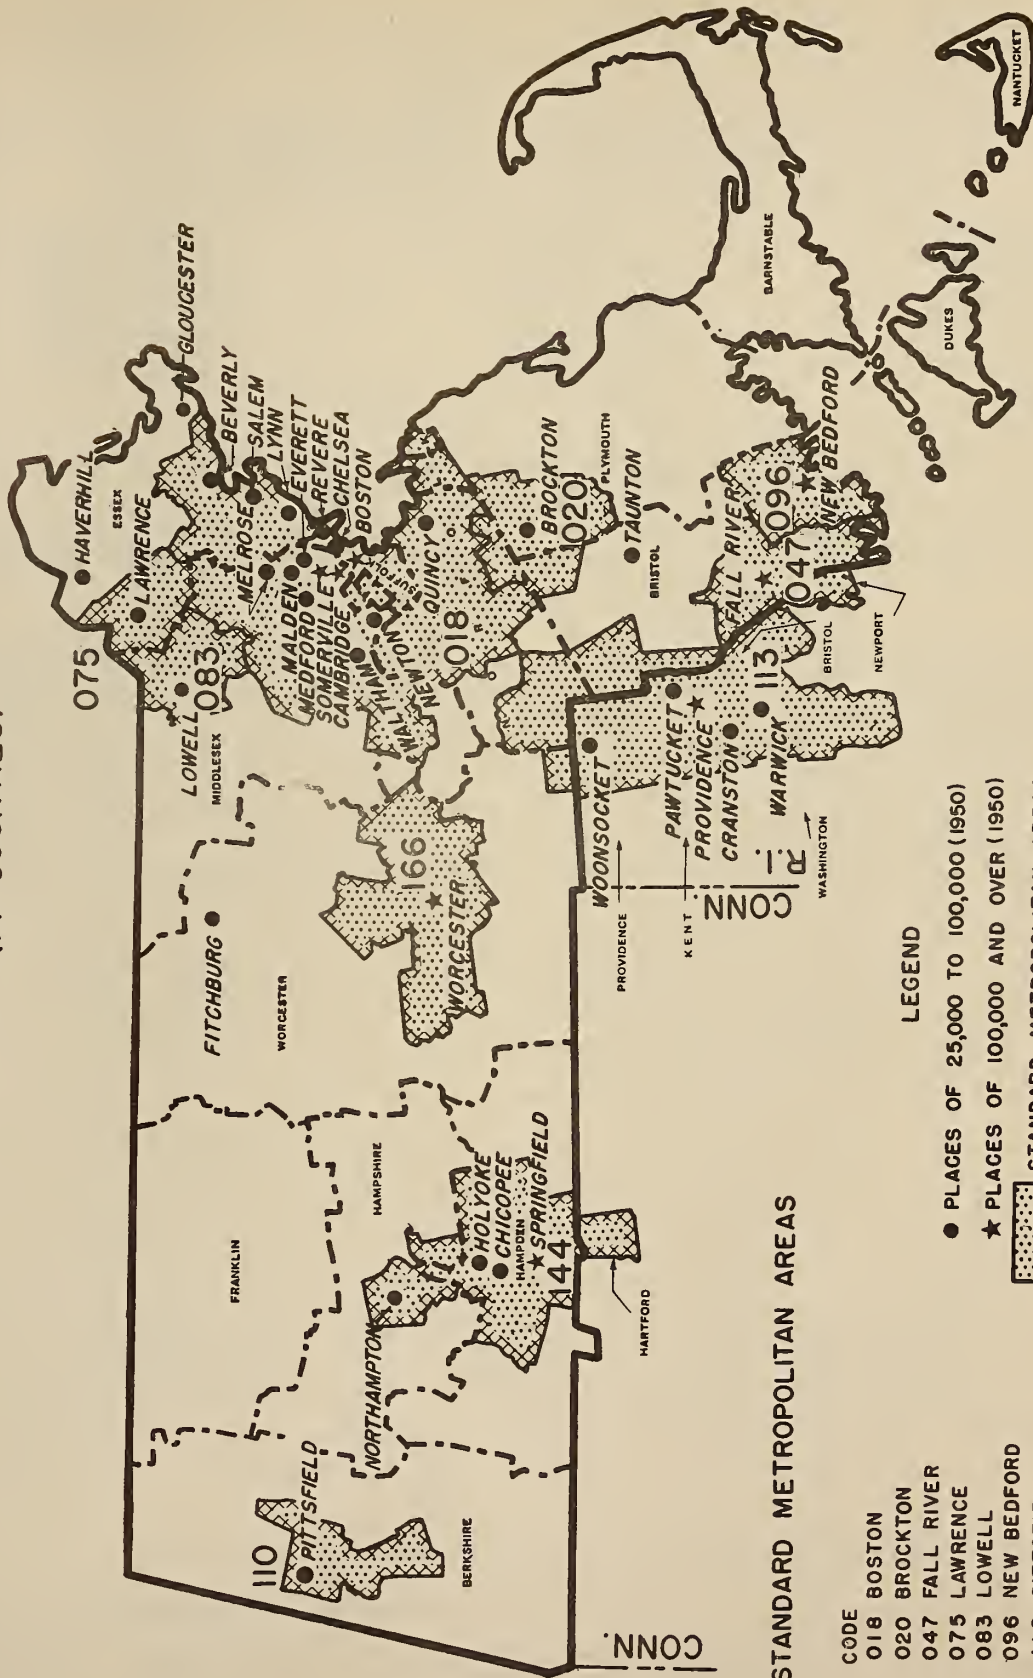 HAVERHILL
ESSEX
075
LAWRENCE
GLOUCESTER
BEVERLY
SALEM
LYNN
EVERETT
REVERE
CHELSEA
BOSTON
LOWELL
083
MIDDLESEX
MELROSE
MALDEN
MEDFORD
SOMERVILLE
CAMBRIDGE
WALTHAM
NEWTON
SUFFOLK
QUINCY
018
BROCKTON
020
PLYMOUTH
TAUNTON
BRISTOL
FALL RIVER
047
096
NEW BEDFORD
BARNSTABLE
DUKES
NANTUCKET
FITCHBURG
WORCESTER
166
WORCESTER
FRANKLIN
HAMPSHIRE
NORTHAMPTON
HOLYOKE
CHICOPEE
HAMPDEN
SPRINGFIELD
144
HARTFORD
110
PITTSFIELD
BERKSHIRE
CONN.
CONN.
R.I.
WOONSOCKET
PAWTUCKET
PROVIDENCE
CRANSTON
WARWICK
113
PROVIDENCE
KENT
WASHINGTON
BRISTOL
NEWPORT
STANDARD METROPOLITAN AREAS
CODE
018 BOSTON
020 BROCKTON
047 FALL RIVER
075 LAWRENCE
083 LOWELL
096 NEW BEDFORD
LEGEND
● PLACES OF 25,000 TO 100,000 (1950)
★ PLACES OF 100,000 AND OVER (1950)
STANDARD METROPOLITAN